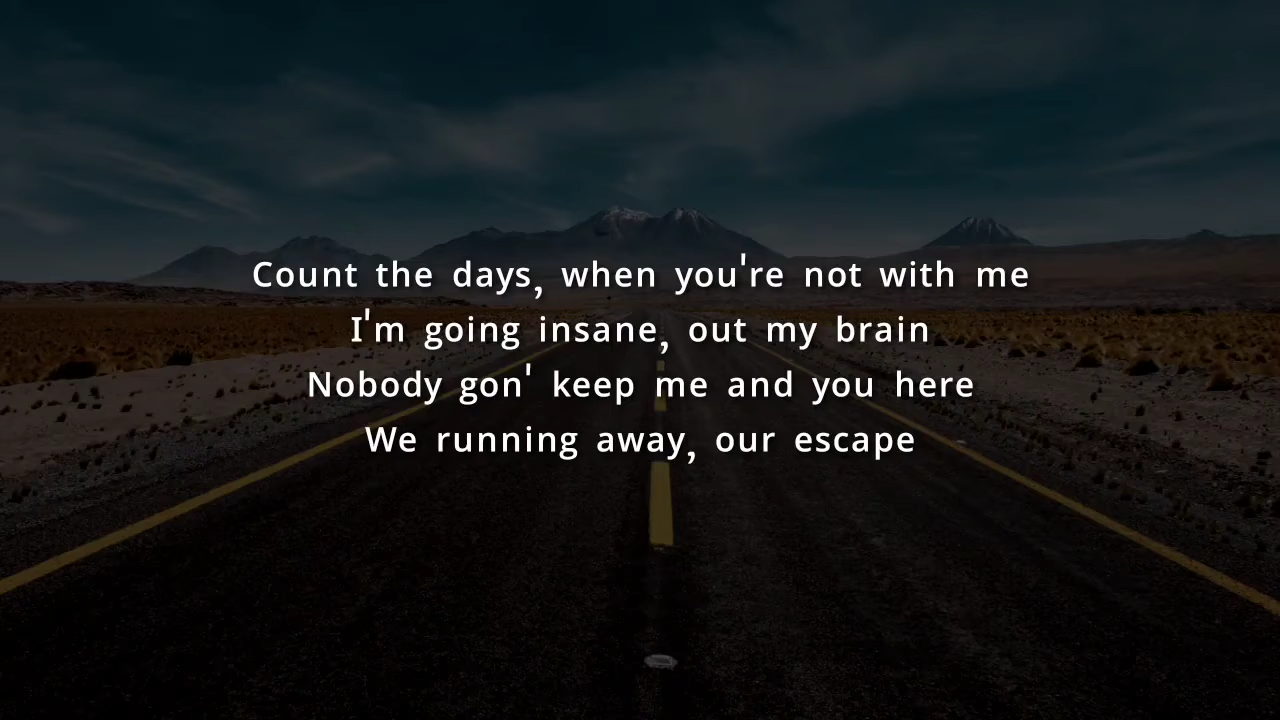 Count the days, when you're not with me
I'm going insane, out my brain
Nobody gon' keep me and you here
We running away, our escape